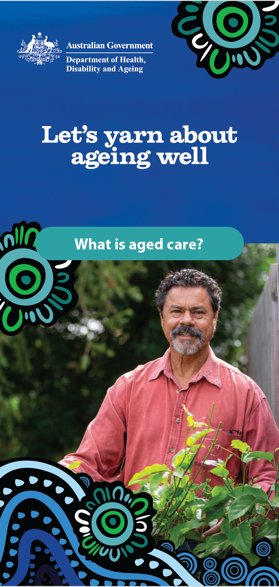 Australian Government
Department of Health,
Disability and Ageing
Let's yarn about
ageing well
What is aged care?